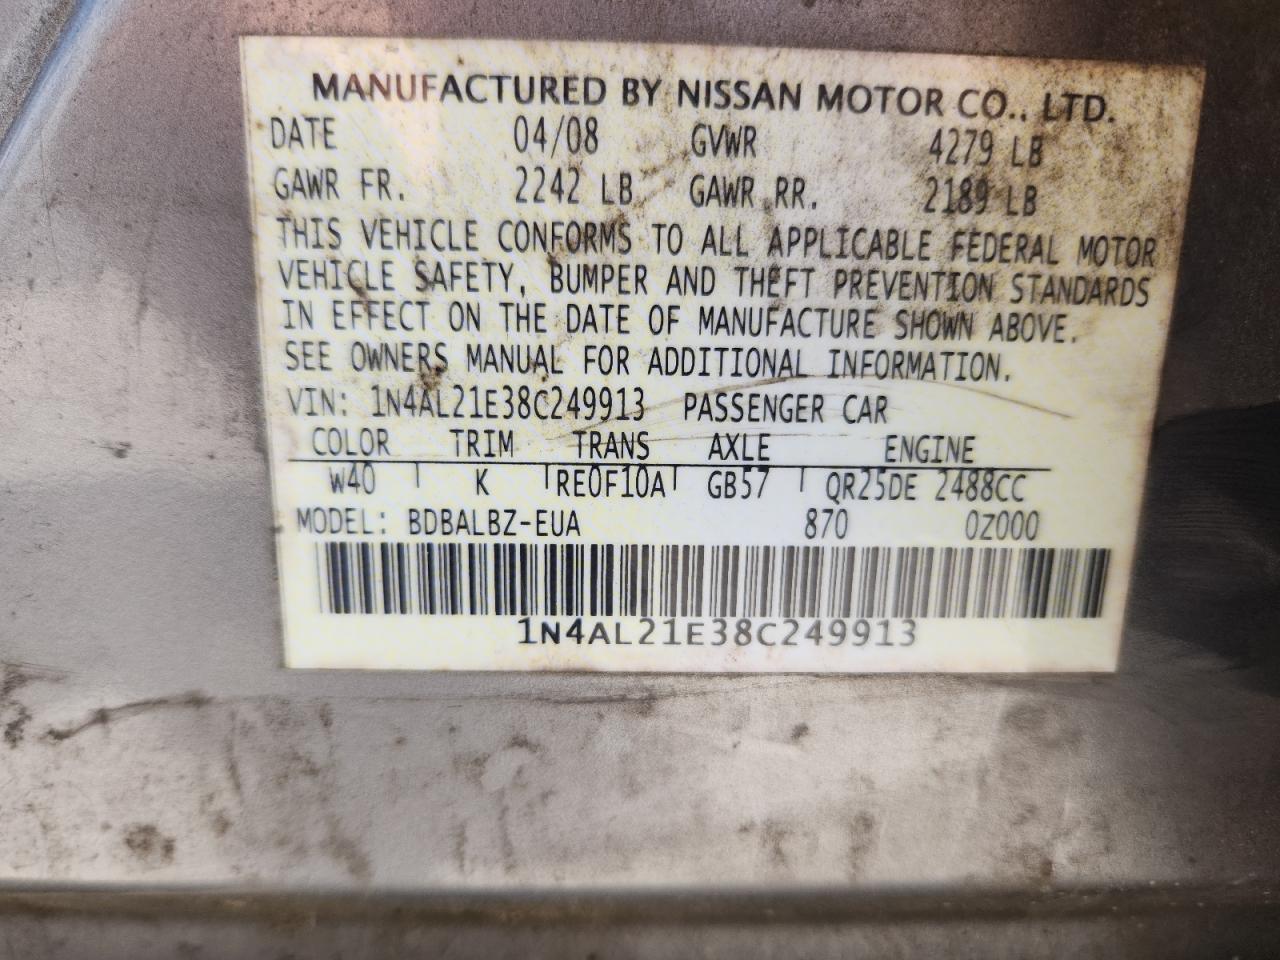 MANUFACTURED BY NISSAN MOTOR CO., LTD.
DATE 04/08 GVWR 4279 LB
GAWR FR. 2242 LB GAWR RR. 2189 LB
THIS VEHICLE CONFORMS TO ALL APPLICABLE FEDERAL MOTOR
VEHICLE SAFETY, BUMPER AND THEFT PREVENTION STANDARDS
IN EFFECT ON THE DATE OF MANUFACTURE SHOWN ABOVE.
SEE OWNERS MANUAL FOR ADDITIONAL INFORMATION.
VIN: 1N4AL21E38C249913 PASSENGER CAR
COLOR TRIM TRANS AXLE ENGINE
W40 K RE0F10A GB57 QR25DE 2488CC
MODEL: BDBALBZ-EUA 870 0Z000
1N4AL21E38C249913